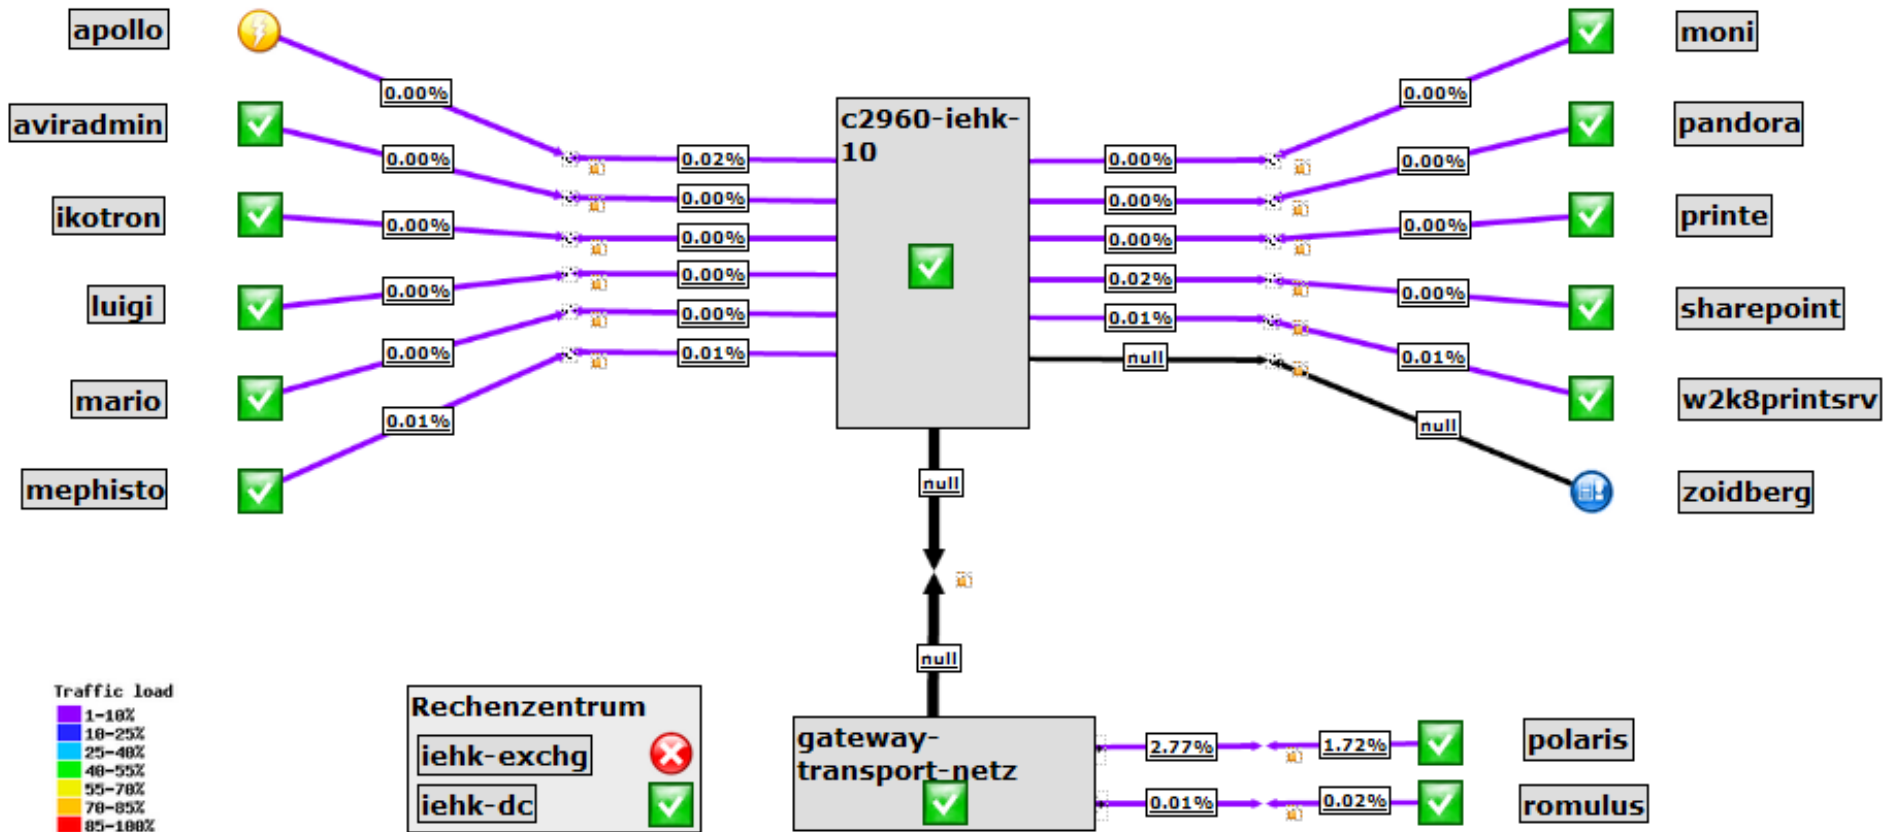 apollo
0.00%
moni
0.00%
aviradmin
0.00%
0.02%
c2960-iehk-
10
0.00%
0.00%
pandora
ikotron
0.00%
0.00%
0.00%
0.00%
printe
0.00%
0.00%
luigi
0.00%
0.00%
0.02%
0.00%
sharepoint
mario
0.00%
0.00%
0.01%
0.01%
w2k8printsrv
mephisto
0.01%
0.01%
null
null
zoidberg
null
null
Traffic load
1-10%
10-25%
25-40%
40-55%
55-70%
70-85%
85-100%
Rechenzentrum
iehk-exchg
iehk-dc
gateway-
transport-netz
2.77%
1.72%
polaris
0.01%
0.02%
romulus